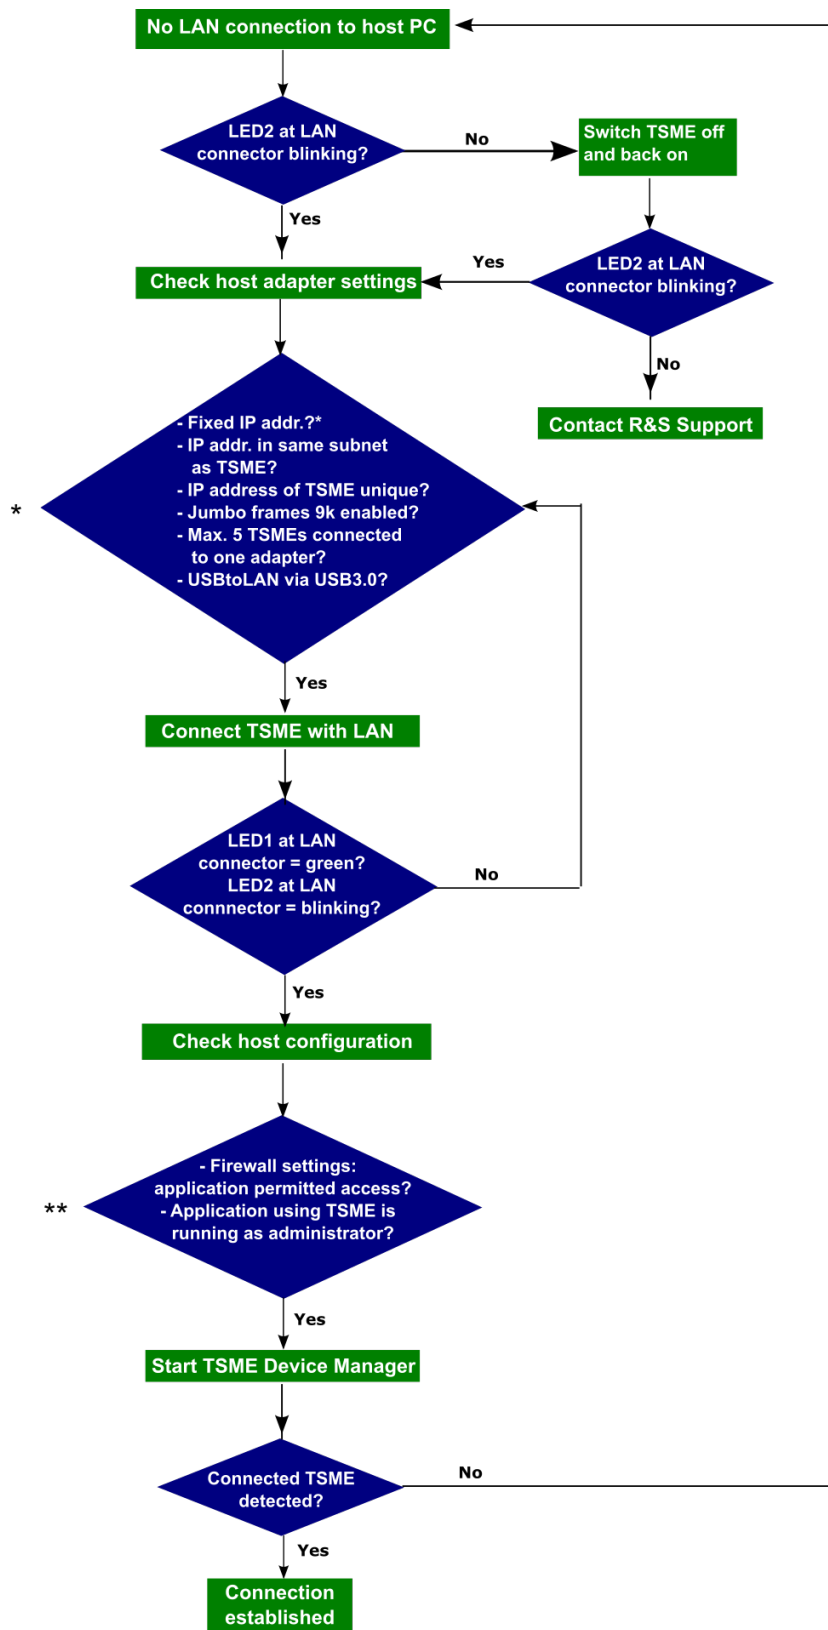 No LAN connection to host PC
LED2 at LAN
connector blinking?
No
Switch TSME off
and back on
Yes
Check host adapter settings
Yes
LED2 at LAN
connector blinking?
No
Contact R&S Support
*
- Fixed IP addr.?*
- IP addr. in same subnet
as TSME?
- IP address of TSME unique?
- Jumbo frames 9k enabled?
- Max. 5 TSMEs connected
to one adapter?
- USBtoLAN via USB3.0?
Yes
Connect TSME with LAN
LED1 at LAN
connector = green?
LED2 at LAN
connnector = blinking?
No
Yes
Check host configuration
**
- Firewall settings:
application permitted access?
- Application using TSME is
running as administrator?
Yes
Start TSME Device Manager
Connected TSME
detected?
No
Yes
Connection
established